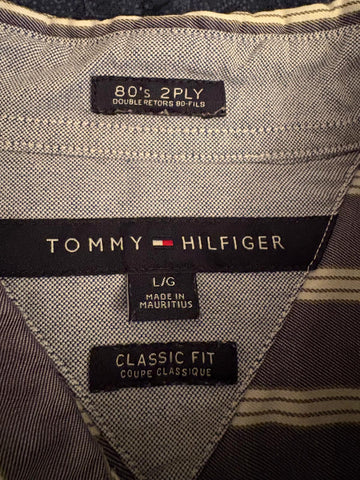 80's 2PLY
DOUBLE RETORS 80-FILS
TOMMY HILFIGER
L/G
MADE IN
MAURITIUS
CLASSIC FIT
COUPE CLASSIQUE